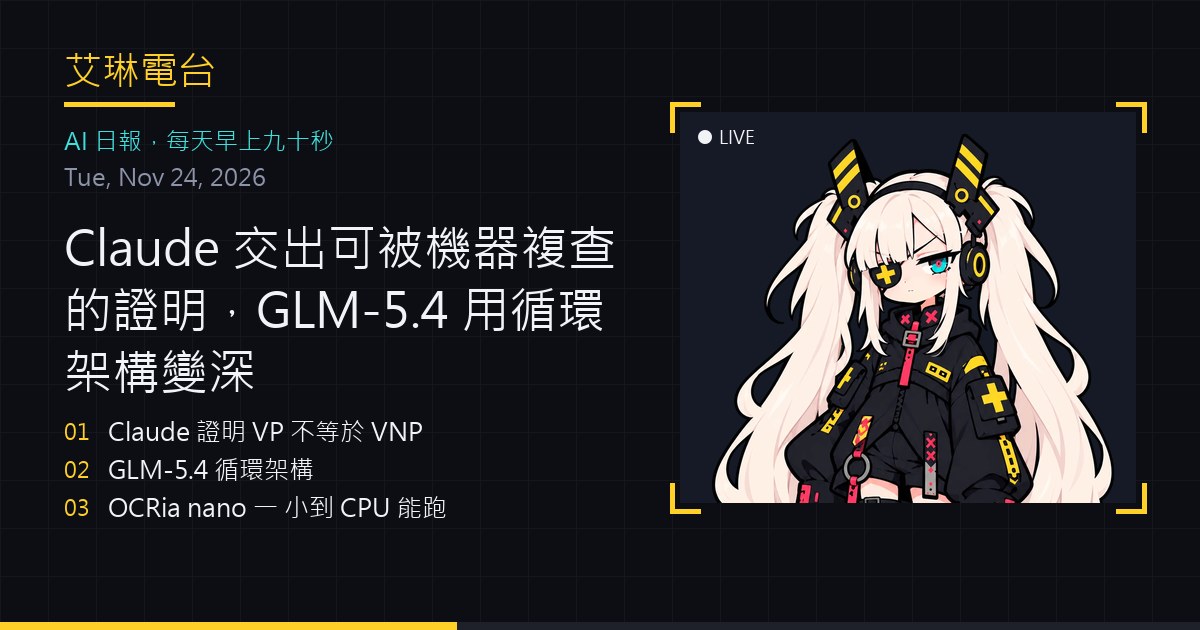 艾琳電台
AI 日報，每天早上九十秒
Tue, Nov 24, 2026
Claude 交出可被機器複查
的證明，GLM-5.4 用循環
架構變深
01 Claude 證明 VP 不等於 VNP
02 GLM-5.4 循環架構
03 OCRia nano — 小到 CPU 能跑
LIVE